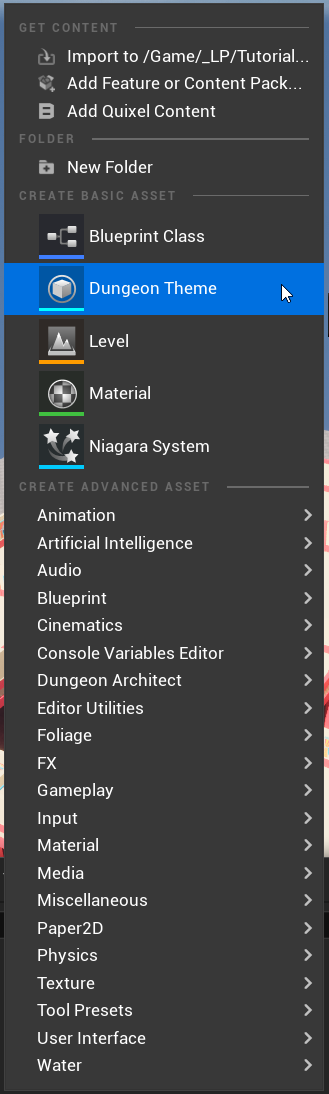 GET CONTENT
Import to /Game/_LP/Tutorial...
Add Feature or Content Pack...
Add Quixel Content
FOLDER
New Folder
CREATE BASIC ASSET
Blueprint Class
Dungeon Theme
Level
Material
Niagara System
CREATE ADVANCED ASSET
Animation
Artificial Intelligence
Audio
Blueprint
Cinematics
Console Variables Editor
Dungeon Architect
Editor Utilities
Foliage
FX
Gameplay
Input
Material
Media
Miscellaneous
Paper2D
Physics
Texture
Tool Presets
User Interface
Water